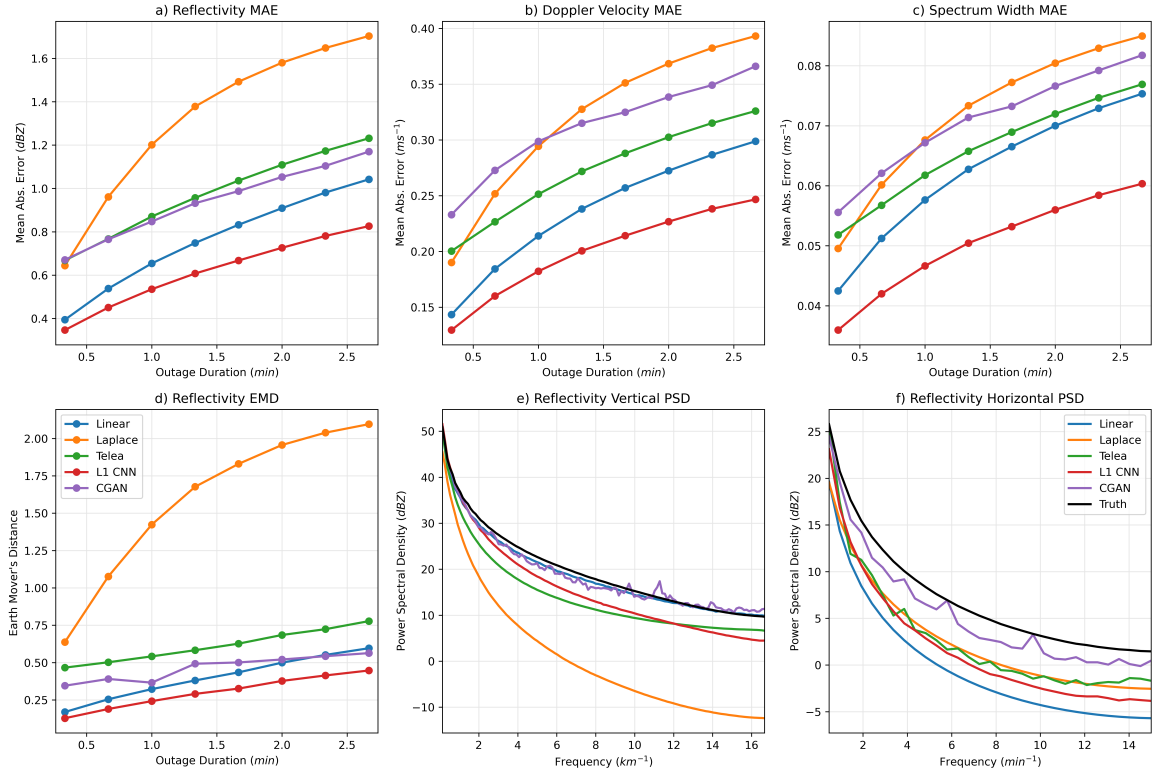 a) Reflectivity MAE
Mean Abs. Error (dBZ)
1.6
1.4
1.2
1.0
0.8
0.6
0.4
0.5 1.0 1.5 2.0 2.5
Outage Duration (min)
b) Doppler Velocity MAE
Mean Abs. Error (ms⁻¹)
0.40
0.35
0.30
0.25
0.20
0.15
0.5 1.0 1.5 2.0 2.5
Outage Duration (min)
c) Spectrum Width MAE
Mean Abs. Error (ms⁻¹)
0.08
0.07
0.06
0.05
0.04
0.5 1.0 1.5 2.0 2.5
Outage Duration (min)
d) Reflectivity EMD
Earth Mover's Distance
2.00
1.75
1.50
1.25
1.00
0.75
0.50
0.25
Linear
Laplace
Telea
L1 CNN
CGAN
0.5 1.0 1.5 2.0 2.5
Outage Duration (min)
e) Reflectivity Vertical PSD
Power Spectral Density (dBZ)
50
40
30
20
10
0
−10
2 4 6 8 10 12 14 16
Frequency (km⁻¹)
f) Reflectivity Horizontal PSD
Power Spectral Density (dBZ)
25
20
15
10
5
0
−5
Linear
Laplace
Telea
L1 CNN
CGAN
Truth
2 4 6 8 10 12 14
Frequency (min⁻¹)